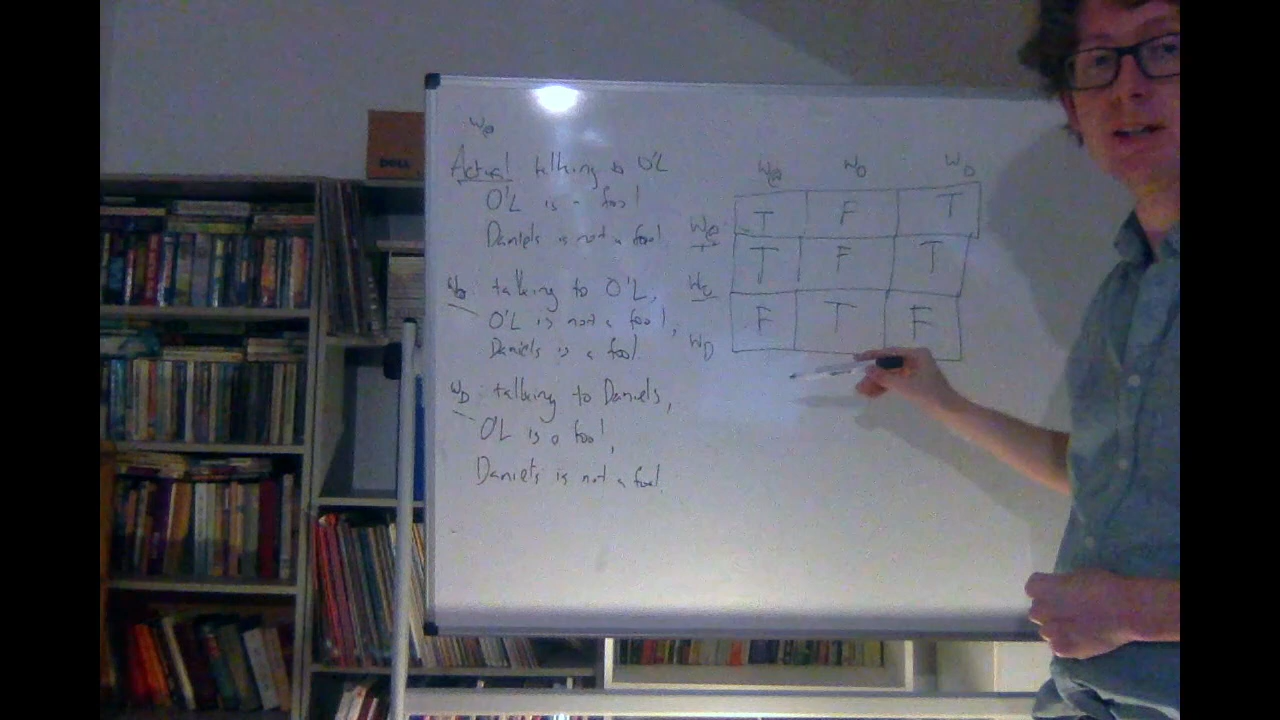 DELL
w@
Actual talking to O'L
O'L is a fool
Daniels is not a fool
wO: talking to O'L,
O'L is not a fool,
Daniels is a fool.
wD: talking to Daniels,
O'L is a fool,
Daniels is not a fool.
w@ wO wD
w@ T F T
wO T F T
wD F T F